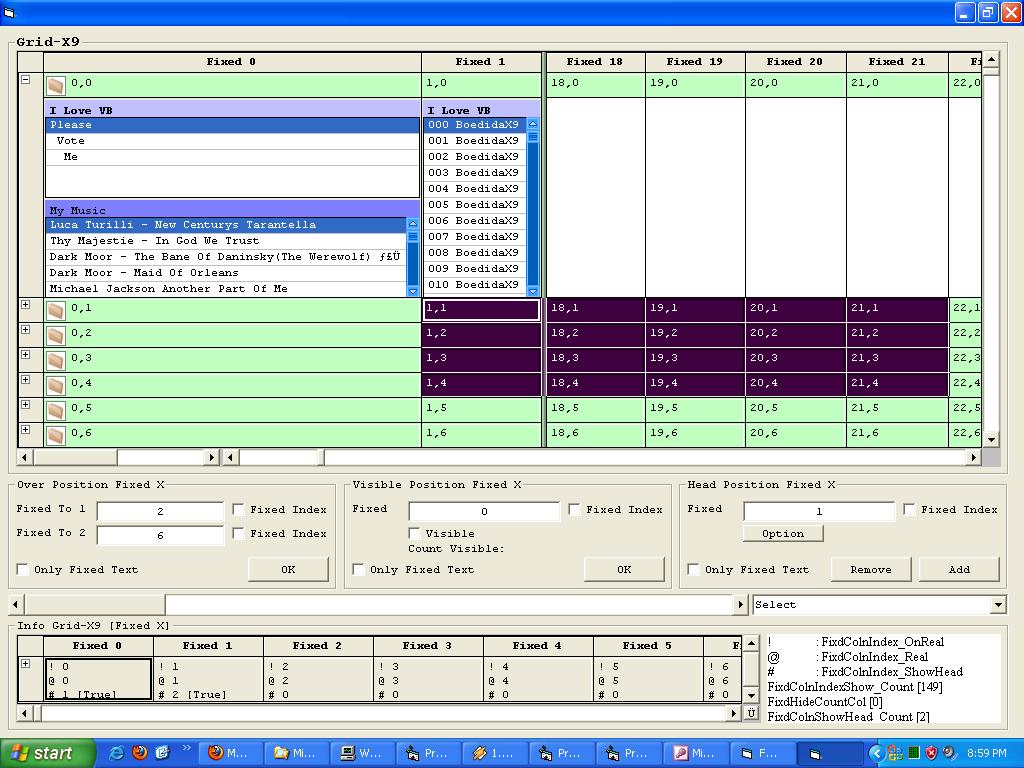 Grid-X9
Fixed 0 Fixed 1 Fixed 18 Fixed 19 Fixed 20 Fixed 21
0,0 1,0 18,0 19,0 20,0 21,0 22,0
I Love VB I Love VB
Please 000 BoedidaX9
Vote 001 BoedidaX9
Me 002 BoedidaX9
003 BoedidaX9
004 BoedidaX9
My Music 005 BoedidaX9
Luca Turilli - New Centurys Tarantella 006 BoedidaX9
Thy Majestie - In God We Trust 007 BoedidaX9
Dark Moor - The Bane Of Daninsky(The Werewolf) ƒ£Ü 008 BoedidaX9
Dark Moor - Maid Of Orleans 009 BoedidaX9
Michael Jackson Another Part Of Me 010 BoedidaX9
0,1 1,1 18,1 19,1 20,1 21,1 22,1
0,2 1,2 18,2 19,2 20,2 21,2 22,2
0,3 1,3 18,3 19,3 20,3 21,3 22,3
0,4 1,4 18,4 19,4 20,4 21,4 22,4
0,5 1,5 18,5 19,5 20,5 21,5 22,5
0,6 1,6 18,6 19,6 20,6 21,6 22,6
Over Position Fixed X Visible Position Fixed X Head Position Fixed X
Fixed To 1 2 Fixed Index Fixed 0 Fixed Index Fixed 1 Fixed Index
Fixed To 2 6 Fixed Index Visible Option
Count Visible:
Only Fixed Text OK Only Fixed Text OK Only Fixed Text Remove Add
Select
Info Grid-X9 [Fixed X]
Fixed 0 Fixed 1 Fixed 2 Fixed 3 Fixed 4 Fixed 5
! 0 ! 1 ! 2 ! 3 ! 4 ! 5 ! 6
@ 0 @ 1 @ 2 @ 3 @ 4 @ 5 @ 6
# 1 [True] # 2 [True] # 0 # 0 # 0 # 0 # 0
Ü
! : FixdColnIndex_OnReal
@ : FixdColnIndex_Real
# : FixdColnIndex_ShowHead
FixdColnIndexShow_Count [149]
FixdHideCountCol [0]
FixdColnShowHead_Count [2]
start M... Mi... W... Pr... 1.... Pr... Pr... Mi... F... 8:59 PM